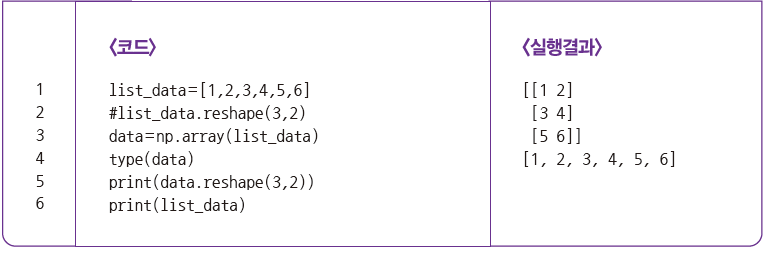 <코드>
1 list_data=[1,2,3,4,5,6]
2 #list_data.reshape(3,2)
3 data=np.array(list_data)
4 type(data)
5 print(data.reshape(3,2))
6 print(list_data)
<실행결과>
[[1 2]
 [3 4]
 [5 6]]
[1, 2, 3, 4, 5, 6]